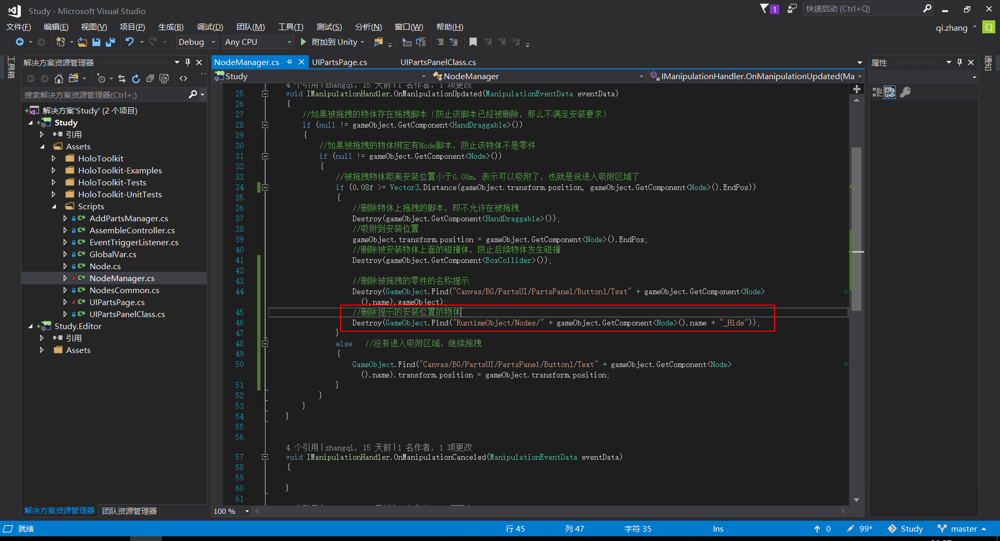 Study - Microsoft Visual Studio
1
快速启动 (Ctrl+Q)
文件(F) 编辑(E) 视图(V) 项目(P) 生成(B) 调试(D) 团队(M) 工具(T) 测试(S) 分析(N) 窗口(W) 帮助(H)
qi.zhang
Q
Debug Any CPU 附加到 Unity
工具箱
解决方案资源管理器
搜索解决方案资源管理器(Ctrl+;)
解决方案'Study' (2 个项目)
Study
引用
Assets
HoloToolkit
HoloToolkit-Examples
HoloToolkit-Tests
HoloToolkit-UnitTests
Scripts
C# AddPartsManager.cs
C# AssembleController.cs
C# EventTriggerListener.cs
C# GlobalVar.cs
C# Node.cs
C# NodeManager.cs
C# NodesCommon.cs
C# UIPartsPage.cs
C# UIPartsPanelClass.cs
Study.Editor
引用
Assets
解决方案资源管理器 团队资源管理器
NodeManager.cs UIPartsPage.cs UIPartsPanelClass.cs
Study NodeManager IManipulationHandler.OnManipulationUpdated(Ma
4 个引用|zhangqi, 15 天前|1 名作者, 1 项更改
25 void IManipulationHandler.OnManipulationUpdated(ManipulationEventData eventData)
26 {
27 //如果被拖拽的物体存在拖拽脚本（防止该脚本已经被删除，那么不满足安装要求）
28 if (null != gameObject.GetComponent<HandDraggable>())
29 {
30 //如果被拖拽的物体绑定有Node脚本，防止该物体不是零件
31 if (null != gameObject.GetComponent<Node>())
32 {
33 //被拖拽物体距离安装位置小于0.08m，表示可以吸附了，也就是说进入吸附区域了
34 if (0.08f >= Vector3.Distance(gameObject.transform.position, gameObject.GetComponent<Node>().EndPos))
35 {
36 //删除物体上拖拽的脚本，即不允许在被拖拽
37 Destroy(gameObject.GetComponent<HandDraggable>());
38 //吸附到安装位置
39 gameObject.transform.position = gameObject.GetComponent<Node>().EndPos;
40 //删除被安装物体上面的碰撞体，防止后续物体发生碰撞
41 Destroy(gameObject.GetComponent<BoxCollider>());
42
43 //删除被拖拽的零件的名称提示
44 Destroy(GameObject.Find("Canvas/BG/PartsUI/PartsPanel/Button1/Text" + gameObject.GetComponent<Node>
().name).gameObject);
45 //删除提示的安装位置的物体
46 Destroy(GameObject.Find("RuntimeObject/Nodes/" + gameObject.GetComponent<Node>().name + "_Hide"));
47 }
48 else //没有进入吸附区域，继续拖拽
49 {
50 GameObject.Find("Canvas/BG/PartsUI/PartsPanel/Button1/Text" + gameObject.GetComponent<Node>
().name).transform.position = gameObject.transform.position;
51 }
52 }
53 }
54 }
55
56
4 个引用|zhangqi, 15 天前|1 名作者, 1 项更改
57 void IManipulationHandler.OnManipulationCanceled(ManipulationEventData eventData)
58 {
59
60 }
61
100 %
属性
通知
就绪 行 45 列 47 字符 35 Ins 0 99* Study master